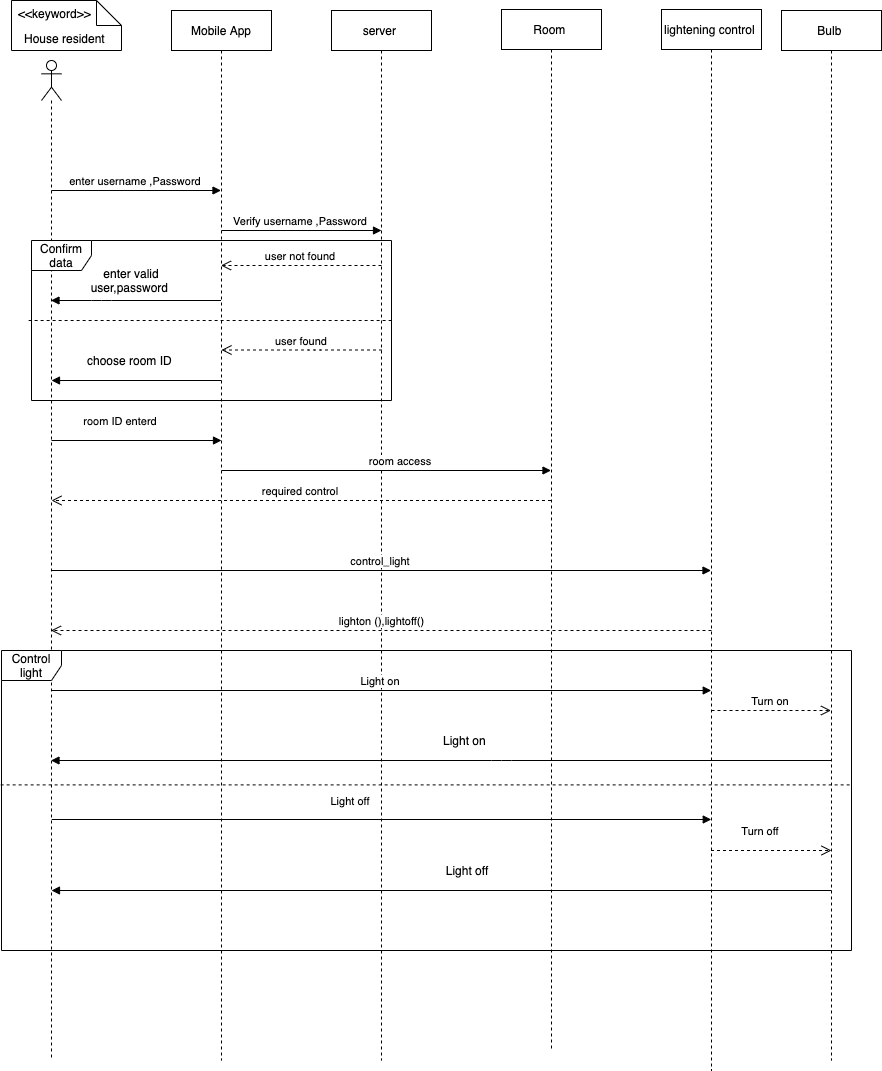 <<keyword>>
House resident
Mobile App
server
Room
lightening control
Bulb
enter username ,Password
Verify username ,Password
Confirm
data
user not found
enter valid
user,password
user found
choose room ID
room ID enterd
room access
required control
control_light
lighton (),lightoff()
Control
light
Light on
Turn on
Light on
Light off
Turn off
Light off